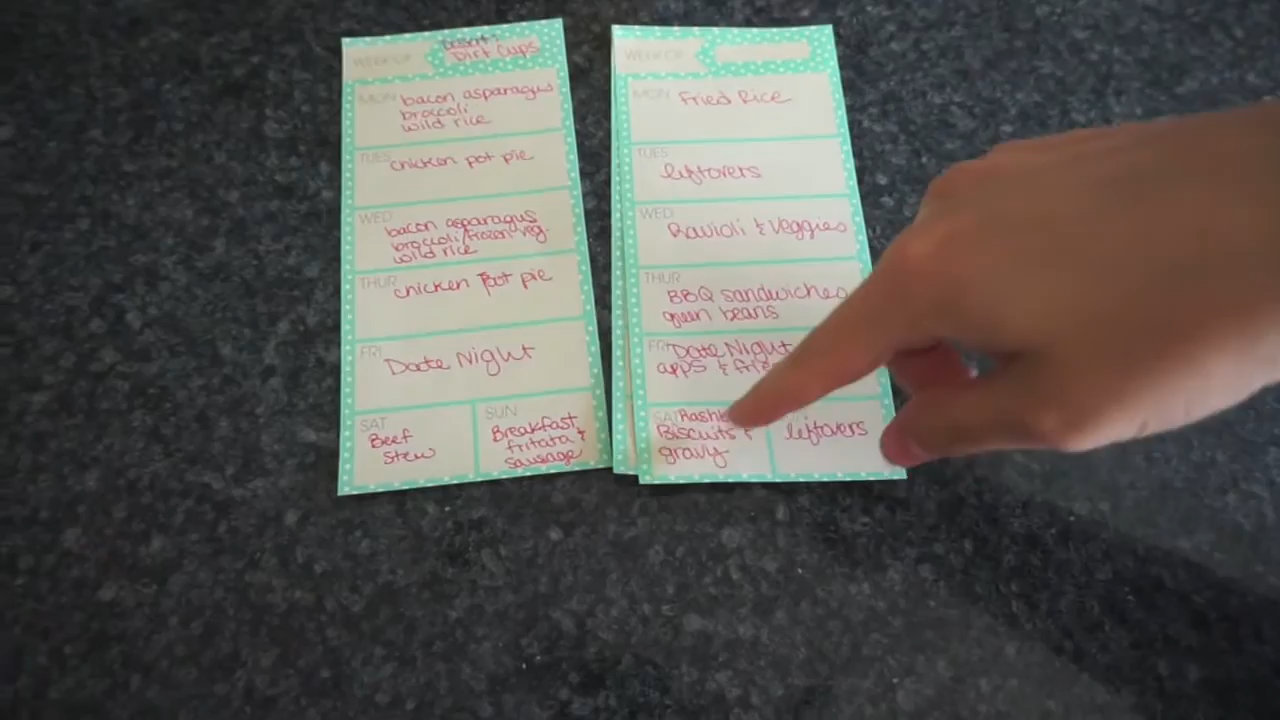 WEEK OF
Dirt Cups
MON bacon asparagus
broccoli
wild rice
TUES chicken pot pie
WED
bacon asparagus
broccoli/frozen veg.
wild rice
THUR chicken pot pie
FRI Date Night
SAT
Beef
stew
SUN
Breakfast
fritata &
sausage
WEEK OF
MON Fried Rice
TUES
leftovers
WED
Ravioli & Veggies
THUR
BBQ sandwiches
green beans
FRI Date Night
apps &
SAT
Biscuits &
gravy
leftovers